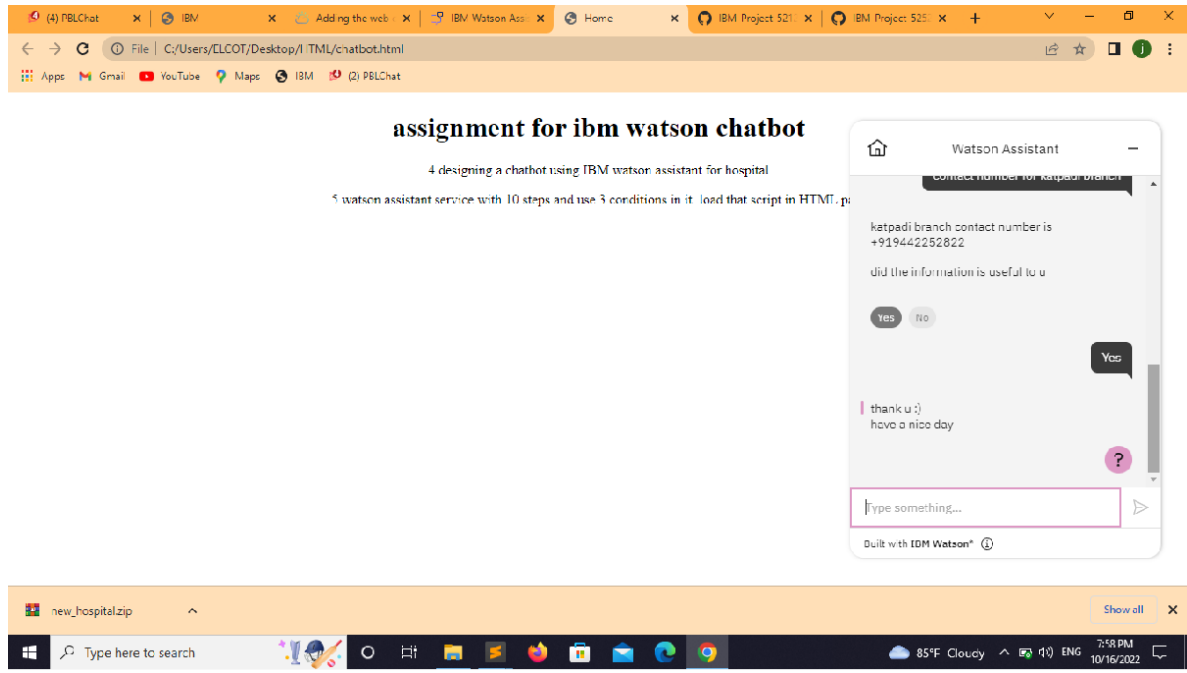 (4) PBLChat
IBM
Adding the web
IBM Watson Ass
Home
IBM Project 521
IBM Project 525
File | C:/Users/ELCOT/Desktop/HTML/chatbot.html
Apps Gmail YouTube Maps IBM (2) PBLChat
assignment for ibm watson chatbot
4 designing a chatbot using IBM watson assistant for hospital
5 watson assistant service with 10 steps and use 3 conditions in it load that script in HTML
Watson Assistant
contact number for katpadi branch
katpadi branch contact number is
+919442252822
did the information is useful to u
Yes No
Yes
thank u :)
have a nice day
?
Type something...
Built with IBM Watson®
new_hospital.zip
Show all
Type here to search
85°F Cloudy
ENG
7:58 PM
10/16/2022